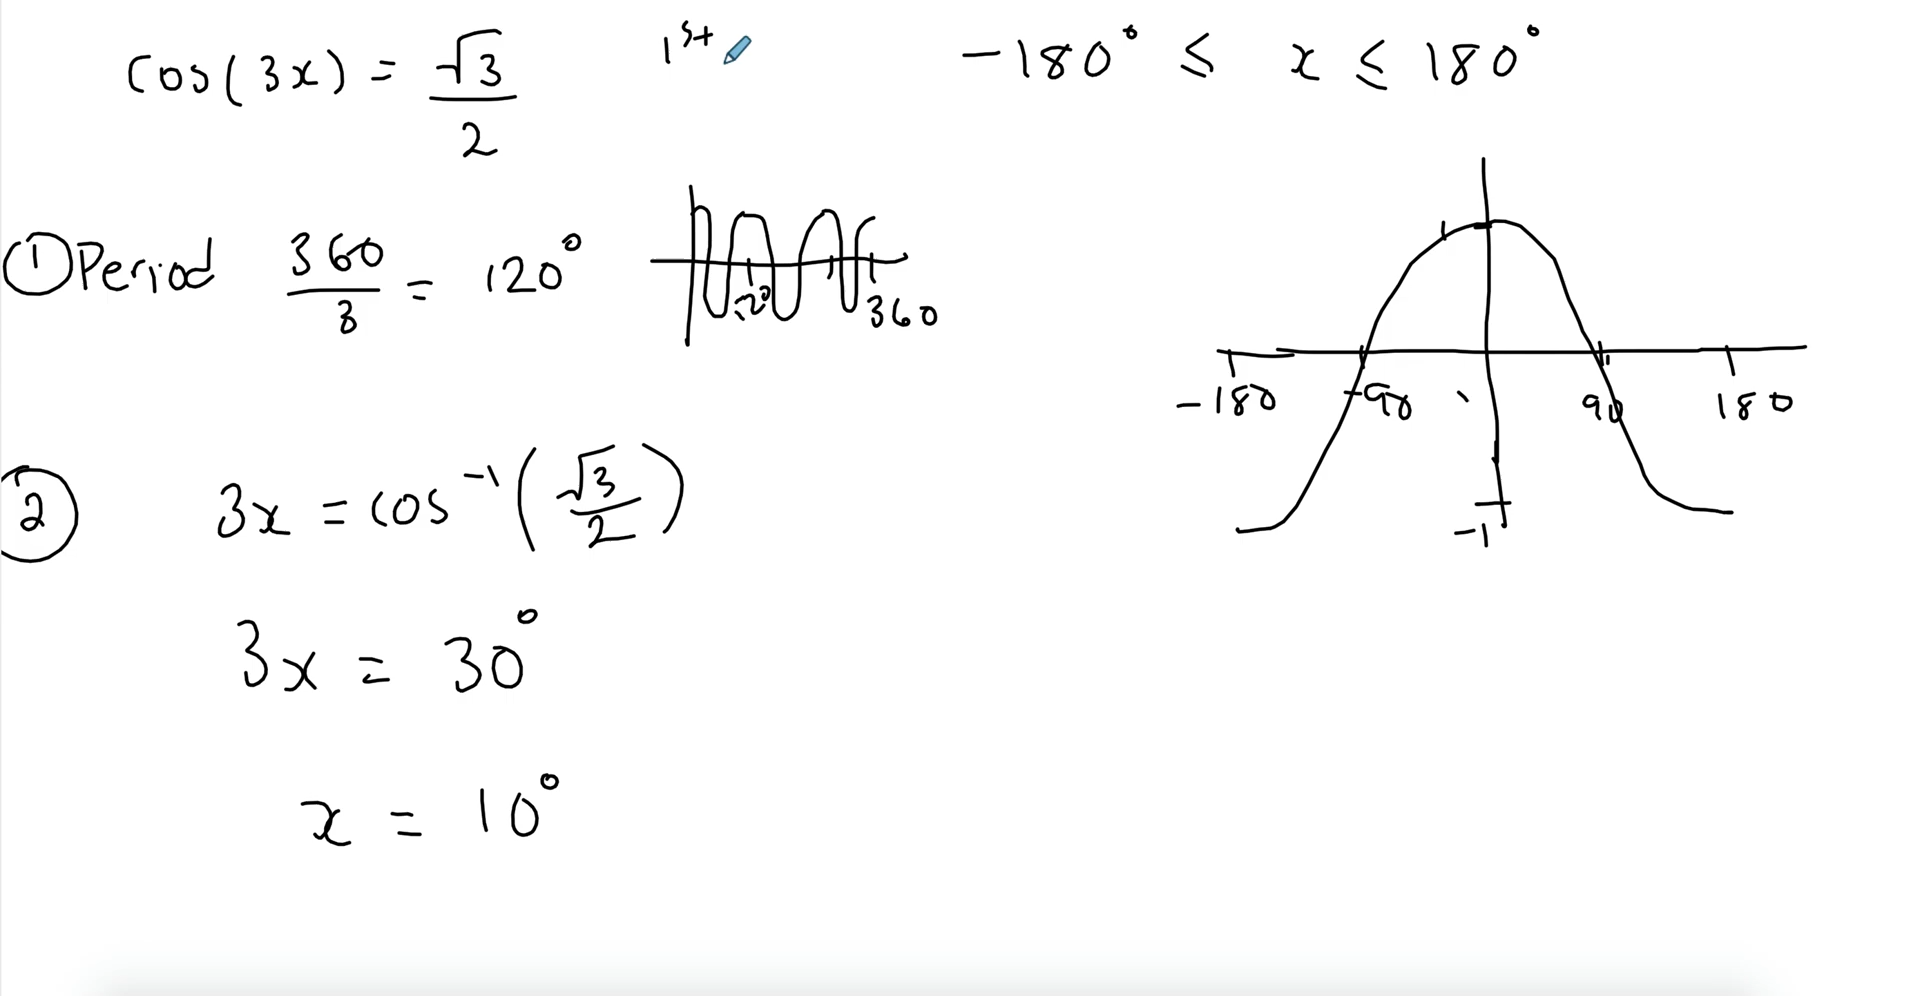 cos(3x) = √3/2
1st
-180° ≤ x ≤ 180°
① Period 360/3 = 120°
120
360
-180 -90 90 180
-1
② 3x = cos⁻¹(√3/2)
3x = 30°
x = 10°